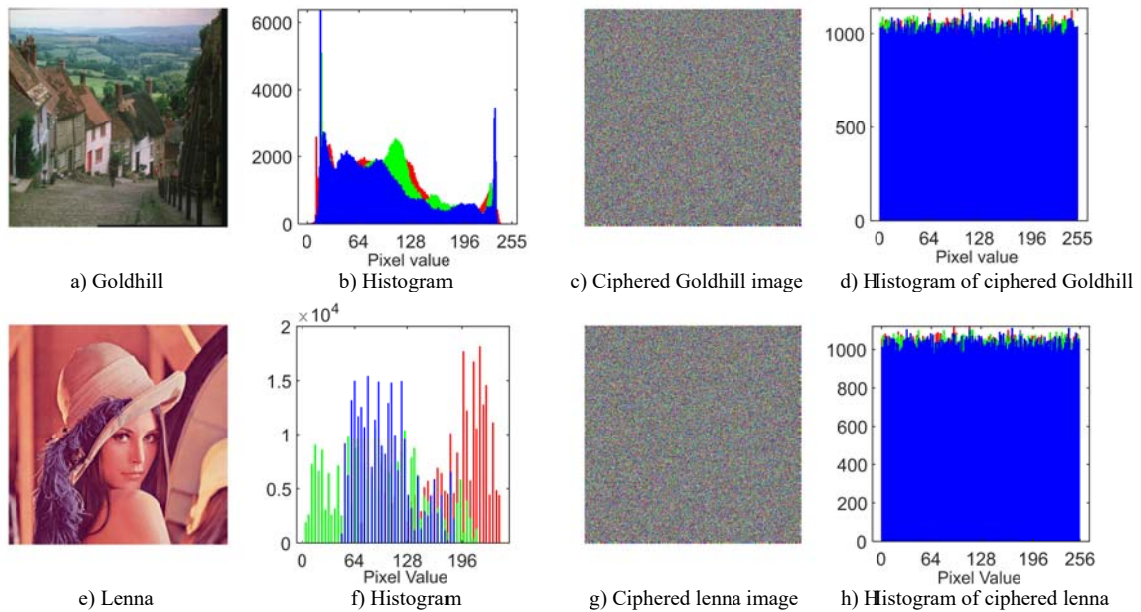 6000
4000
2000
0
0 64 128 196 255
Pixel value
1000
500
0
0 64 128 196 255
Pixel value
a) Goldhill
b) Histogram
c) Ciphered Goldhill image
d) Histogram of ciphered Goldhill
2 ×10^4
1.5
1
0.5
0
0 64 128 196
Pixel Value
1000
800
600
400
200
0
0 64 128 196 256
Pixel Value
e) Lenna
f) Histogram
g) Ciphered lenna image
h) Histogram of ciphered lenna